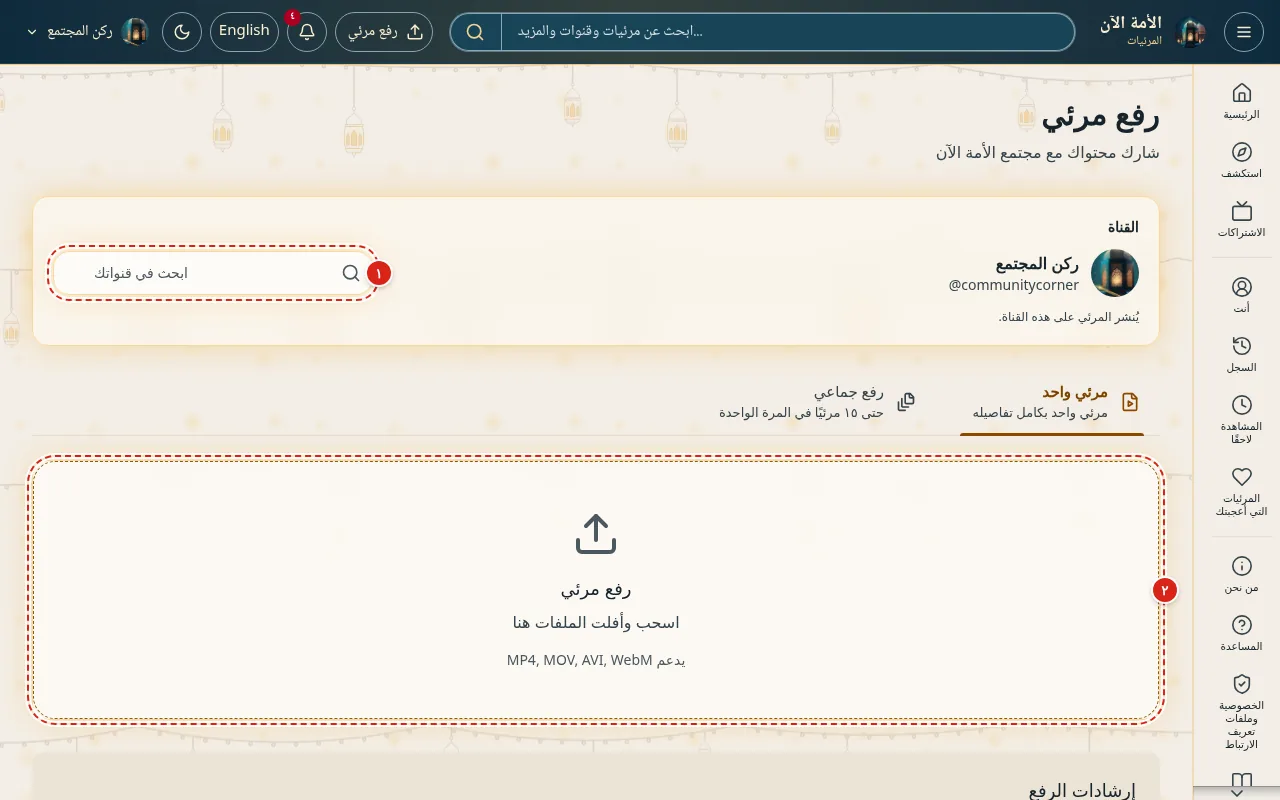 الأمة الآن
المرئيات
ابحث عن مرئيات وقنوات والمزيد...
رفع مرئي
٤
English
ركن المجتمع
الرئيسية
استكشف
الاشتراكات
أنت
السجل
المشاهدة
لاحقًا
المرئيات
التي أعجبتك
من نحن
المساعدة
الخصوصية
وملفات
تعريف
الارتباط
رفع مرئي
شارك محتواك مع مجتمع الأمة الآن
القناة
ركن المجتمع
@communitycorner
يُنشر المرئي على هذه القناة.
١
ابحث في قنواتك
مرئي واحد
مرئي واحد بكامل تفاصيله
رفع جماعي
حتى ١٥ مرئيًا في المرة الواحدة
٢
رفع مرئي
اسحب وأفلت الملفات هنا
يدعم MP4, MOV, AVI, WebM
إرشادات الرفع